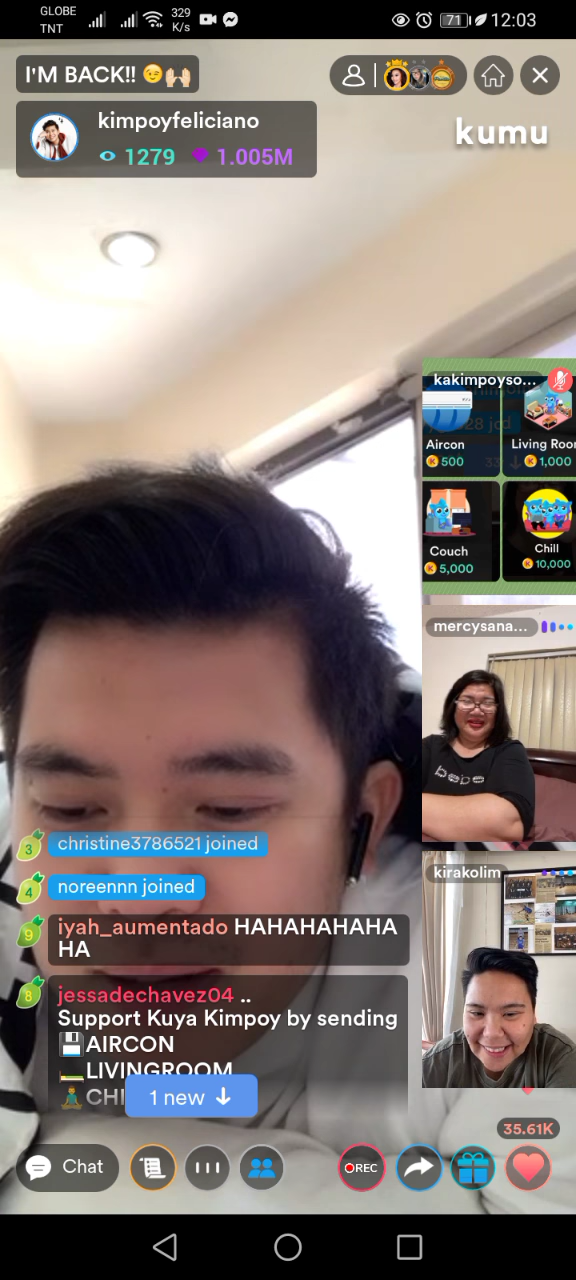 GLOBE
TNT
329
K/s
71
12:03
I'M BACK!! 😉🙌🏻
kimpoyfeliciano
1279 1.005M
kumu
kakimpoyso...
Aircon
500
Living Roo
1,000
Couch
5,000
Chill
10,000
mercysana...
bebe
kirakolim
3 christine3786521 joined
4 noreennn joined
9 iyah_aumentado HAHAHAHAHA
HA
8 jessadechavez04 ..
Support Kuya Kimpoy by sending
💾AIRCON
🛏️LIVINGROOM
🧘‍♂️CHI
1 new ↓
35.61K
Chat
REC